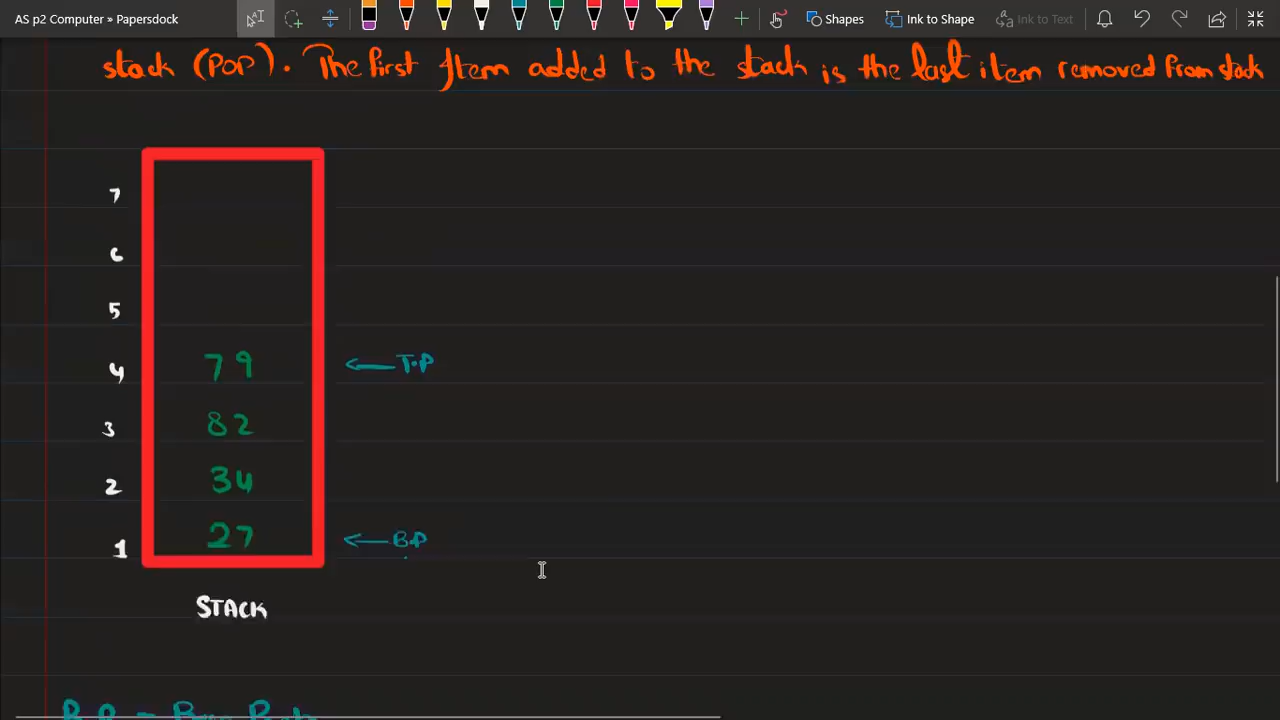 AS p2 Computer » Papersdock
Shapes
Ink to Shape
Ink to Text
stack (POP). The first Item added to the stack is the last item removed from stack
7
6
5
4 79 T.P
3 82
2 34
1 27 B.P
STACK
B.P - Base